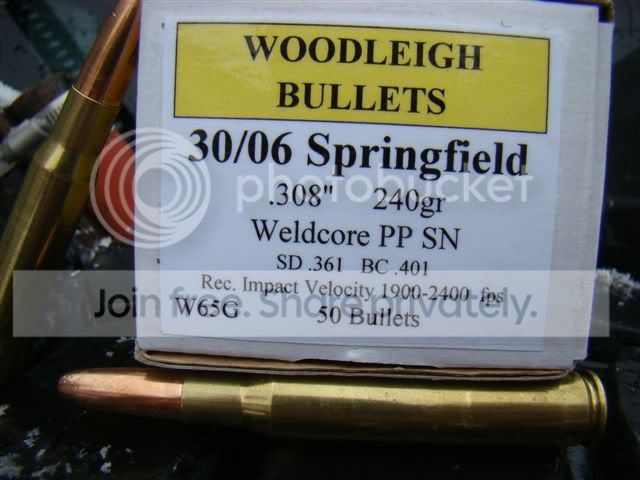 WOODLEIGH
BULLETS
30/06 Springfield
photobucket
.308" 240gr
Weldcore PP SN
SD .361 BC .401
Rec. Impact Velocity 1900-2400 fps
Join free. Share privately.
W65G 50 Bullets